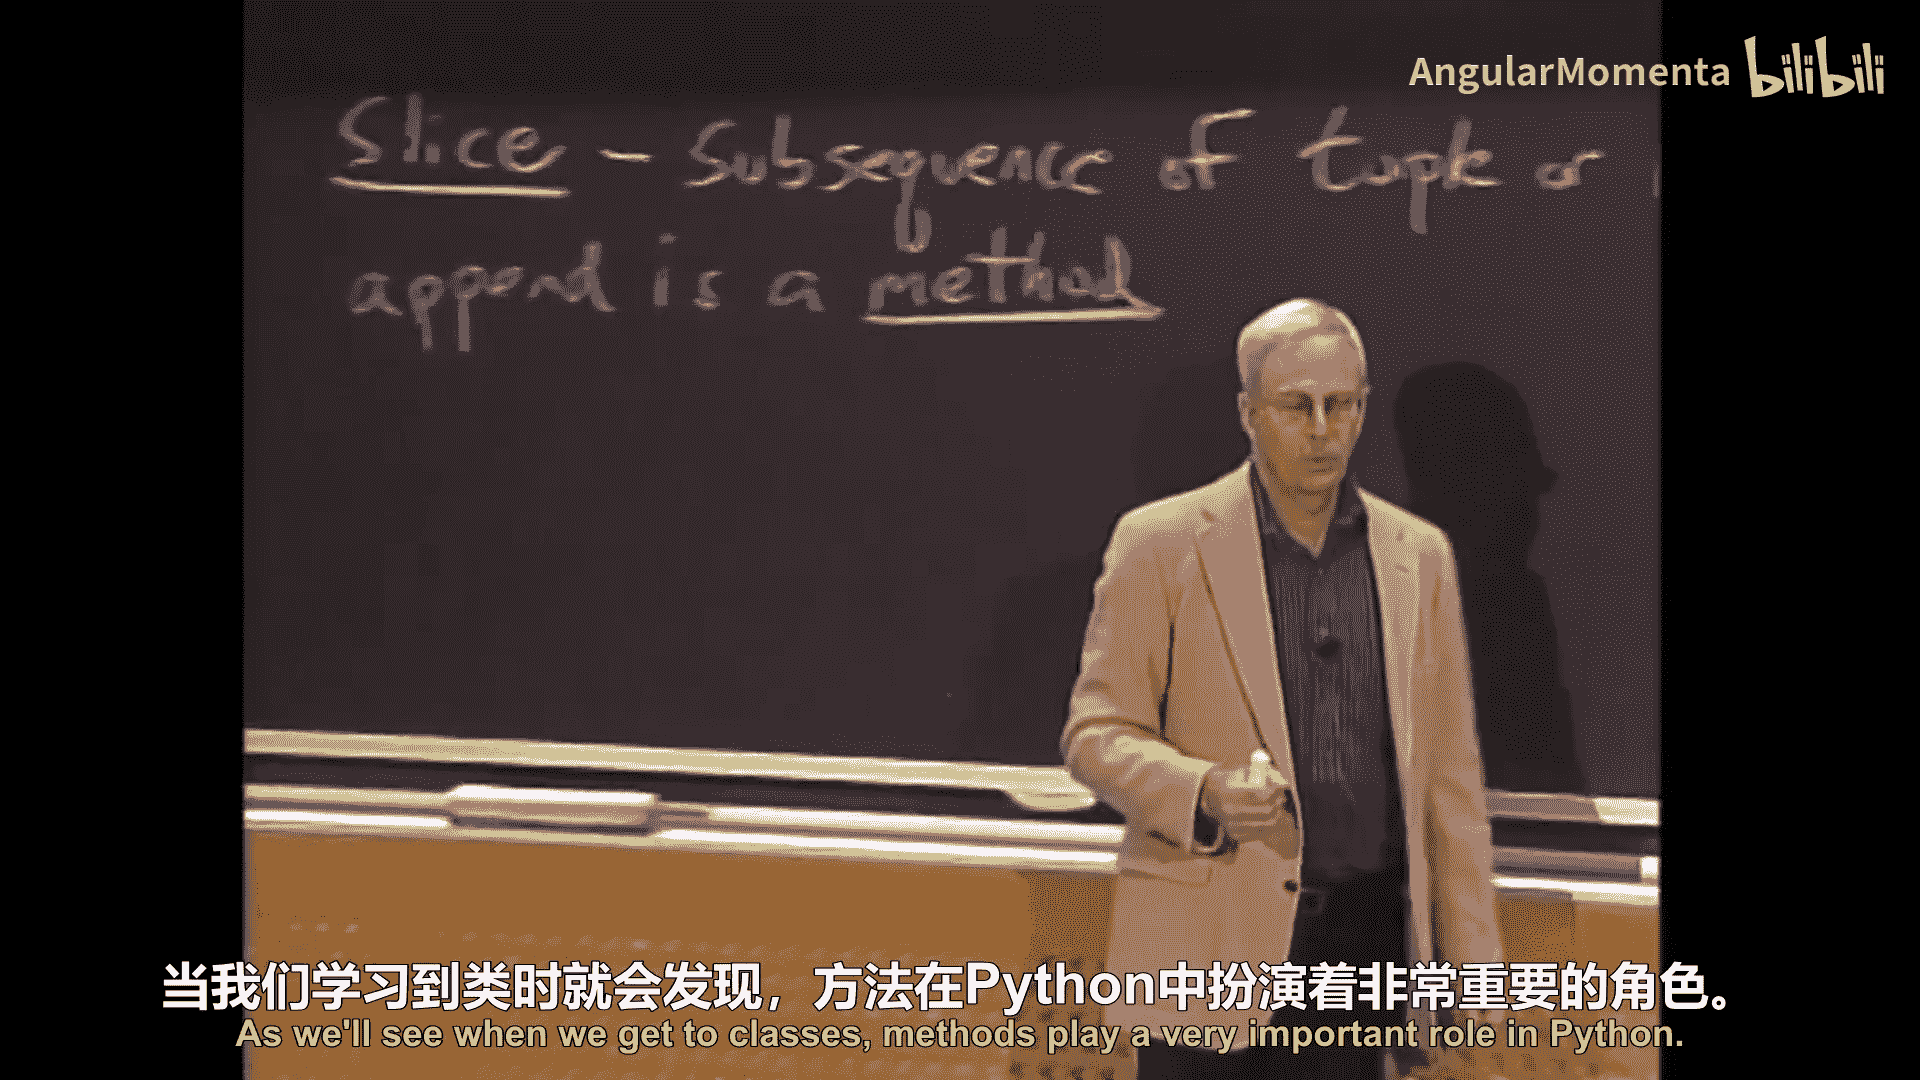 AngularMomenta bilibili
Slice - Subsequence of tuple or
append is a method
当我们学习到类时就会发现，方法在Python中扮演着非常重要的角色。
As we'll see when we get to classes, methods play a very important role in Python.